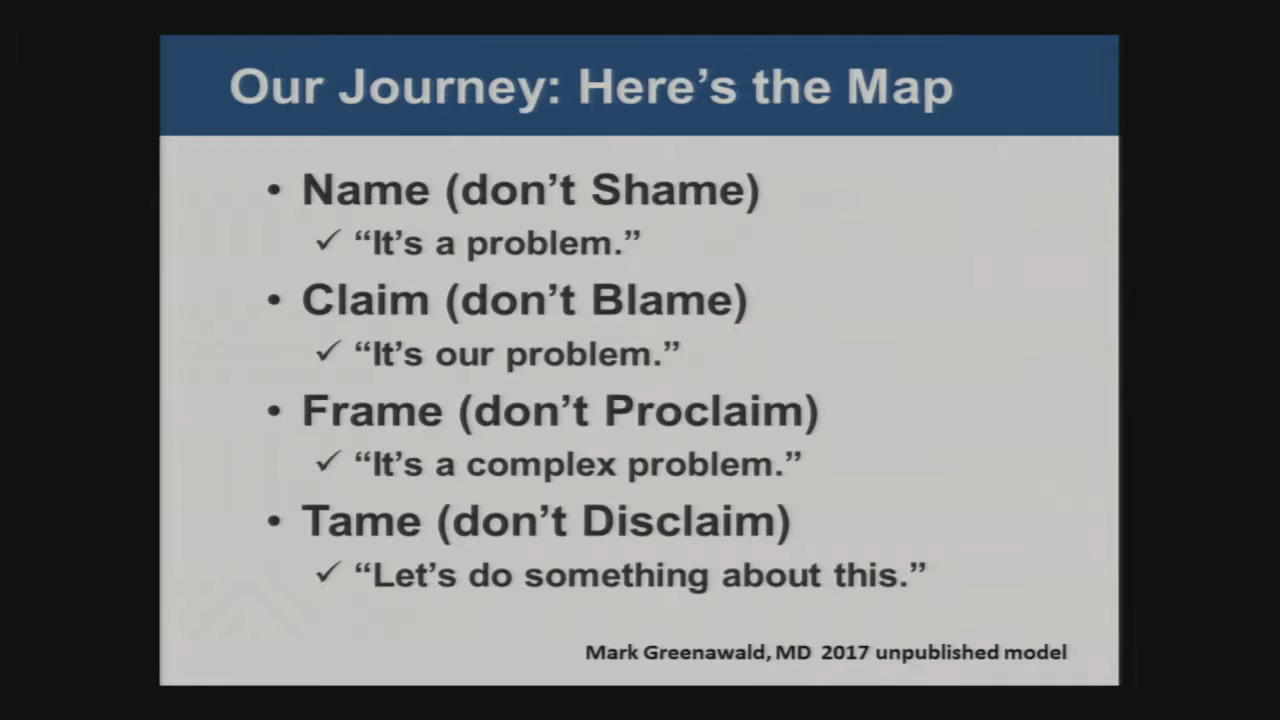 Our Journey: Here's the Map
• Name (don't Shame)
✓ "It's a problem."
• Claim (don't Blame)
✓ "It's our problem."
• Frame (don't Proclaim)
✓ "It's a complex problem."
• Tame (don't Disclaim)
✓ "Let's do something about this."
Mark Greenawald, MD 2017 unpublished model